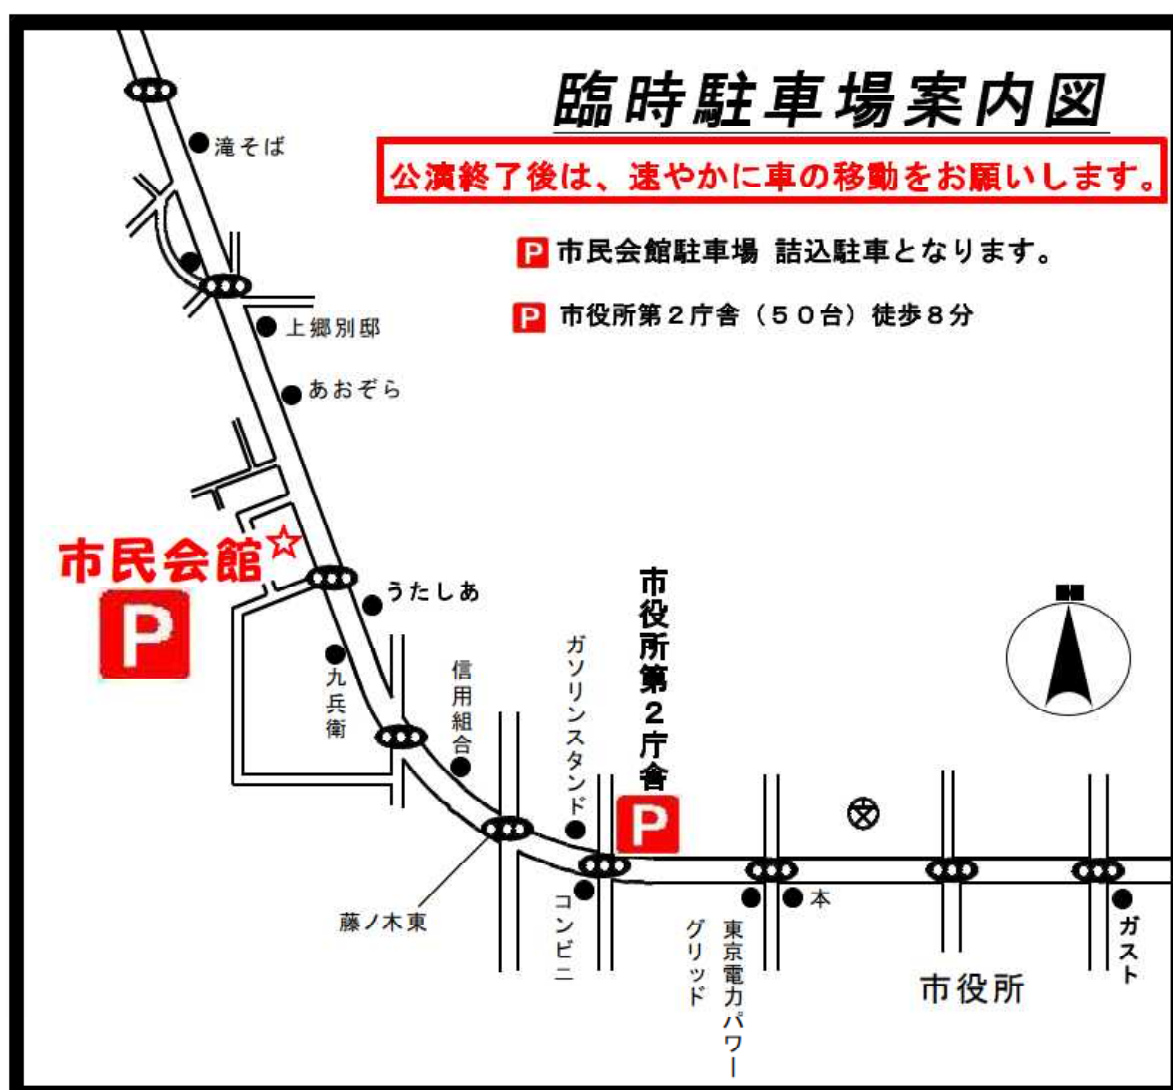 臨時駐車場案内図
公演終了後は、速やかに車の移動をお願いします。
P 市民会館駐車場 詰込駐車となります。
P 市役所第２庁舎（５０台）徒歩８分
滝そば
上郷別邸
あおぞら
市民会館
P
うたしあ
九兵衛
信用組合
ガソリンスタンド
市役所第２庁舎
P
藤ノ木東
コンビニ
東京電力パワー
グリッド
本
市役所
ガスト